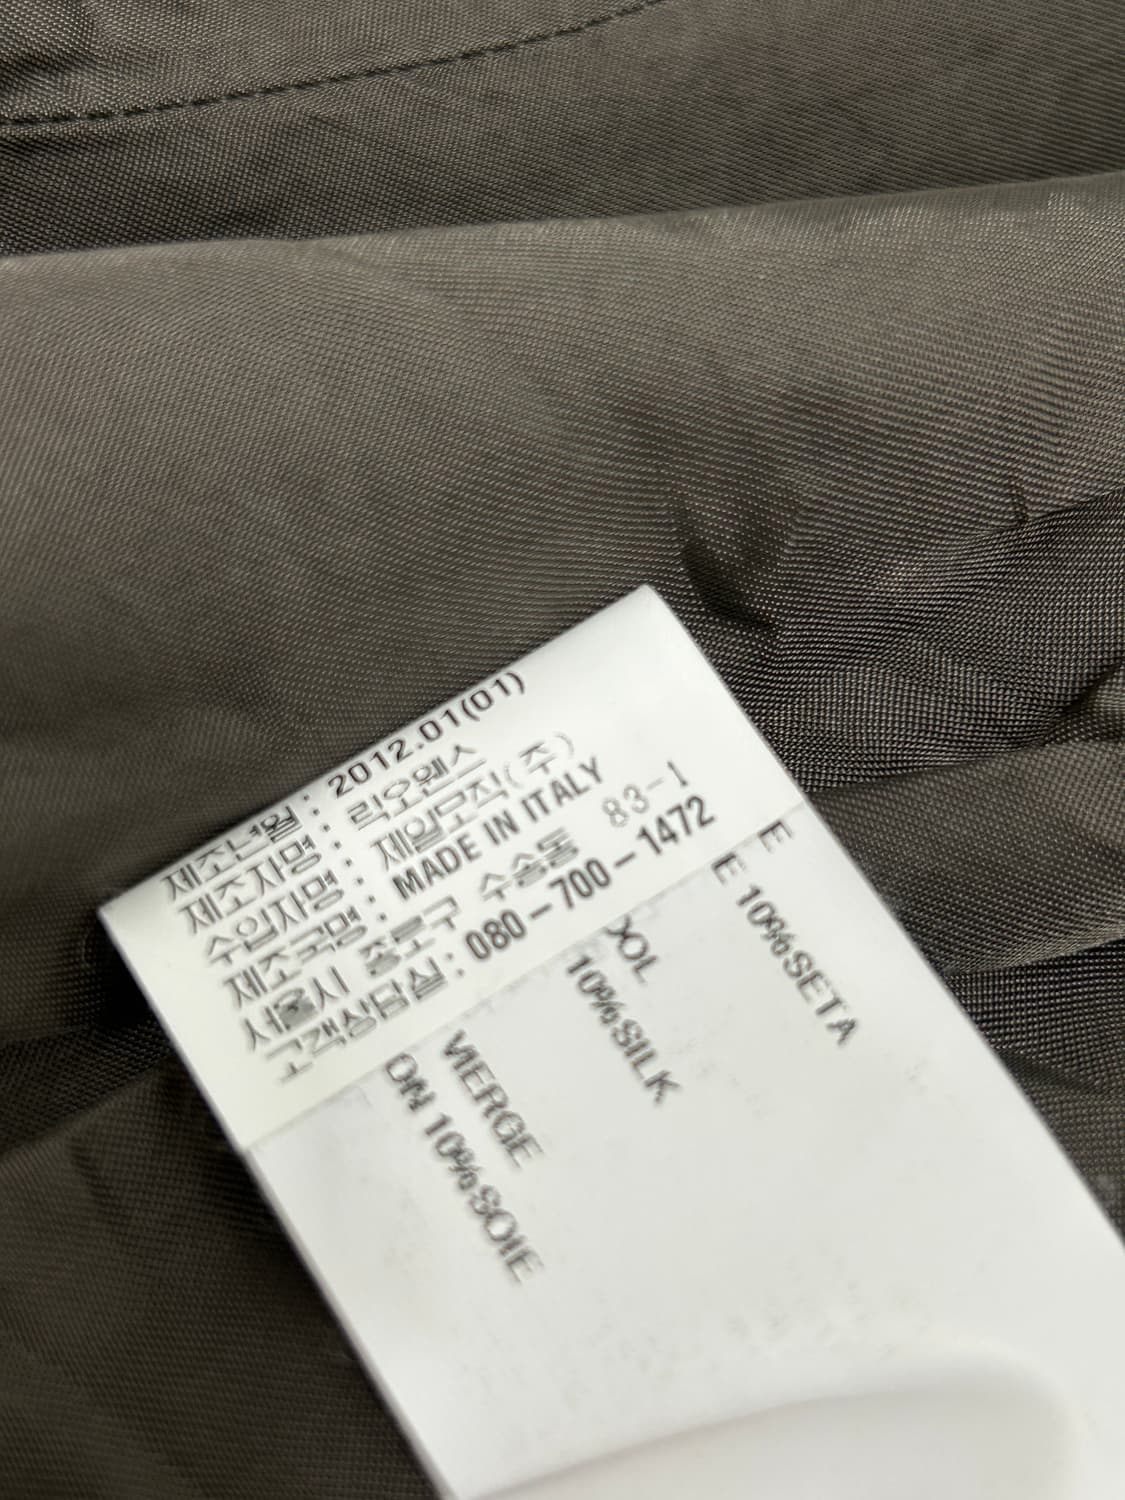 제조년월 : 2012.01(01)
제조자명 : 릭오웬스
수입자명 : 제일모직(주)
제조국명 : MADE IN ITALY
서울시 종로구 수송동 83-1
고객상담실 : 080-700-1472
E
E 10%SETA
OOL
10%SILK
VIERGE
ON 10%SOIE